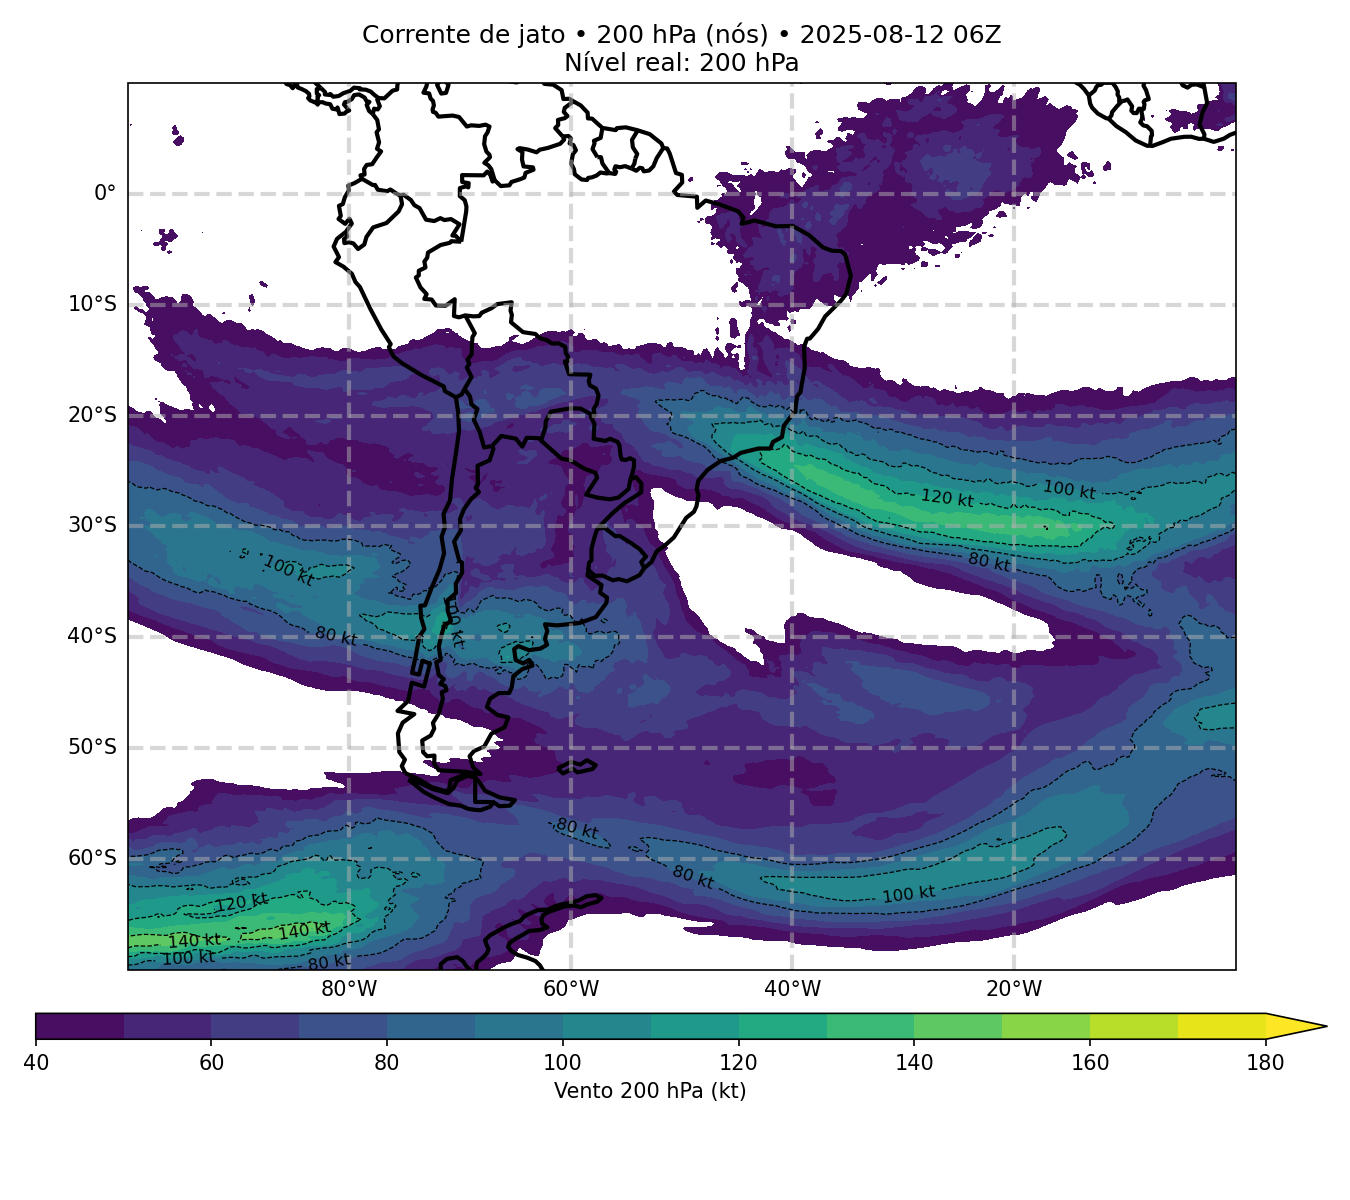 Corrente de jato • 200 hPa (nós) • 2025-08-12 06Z
Nível real: 200 hPa
0°
10°S
20°S
30°S
40°S
50°S
60°S
100 kt
120 kt
80 kt
100 kt
80 kt
100 kt
80 kt
80 kt
100 kt
120 kt
140 kt
140 kt
100 kt
80 kt
80°W
60°W
40°W
20°W
40
60
80
100
120
140
160
180
Vento 200 hPa (kt)